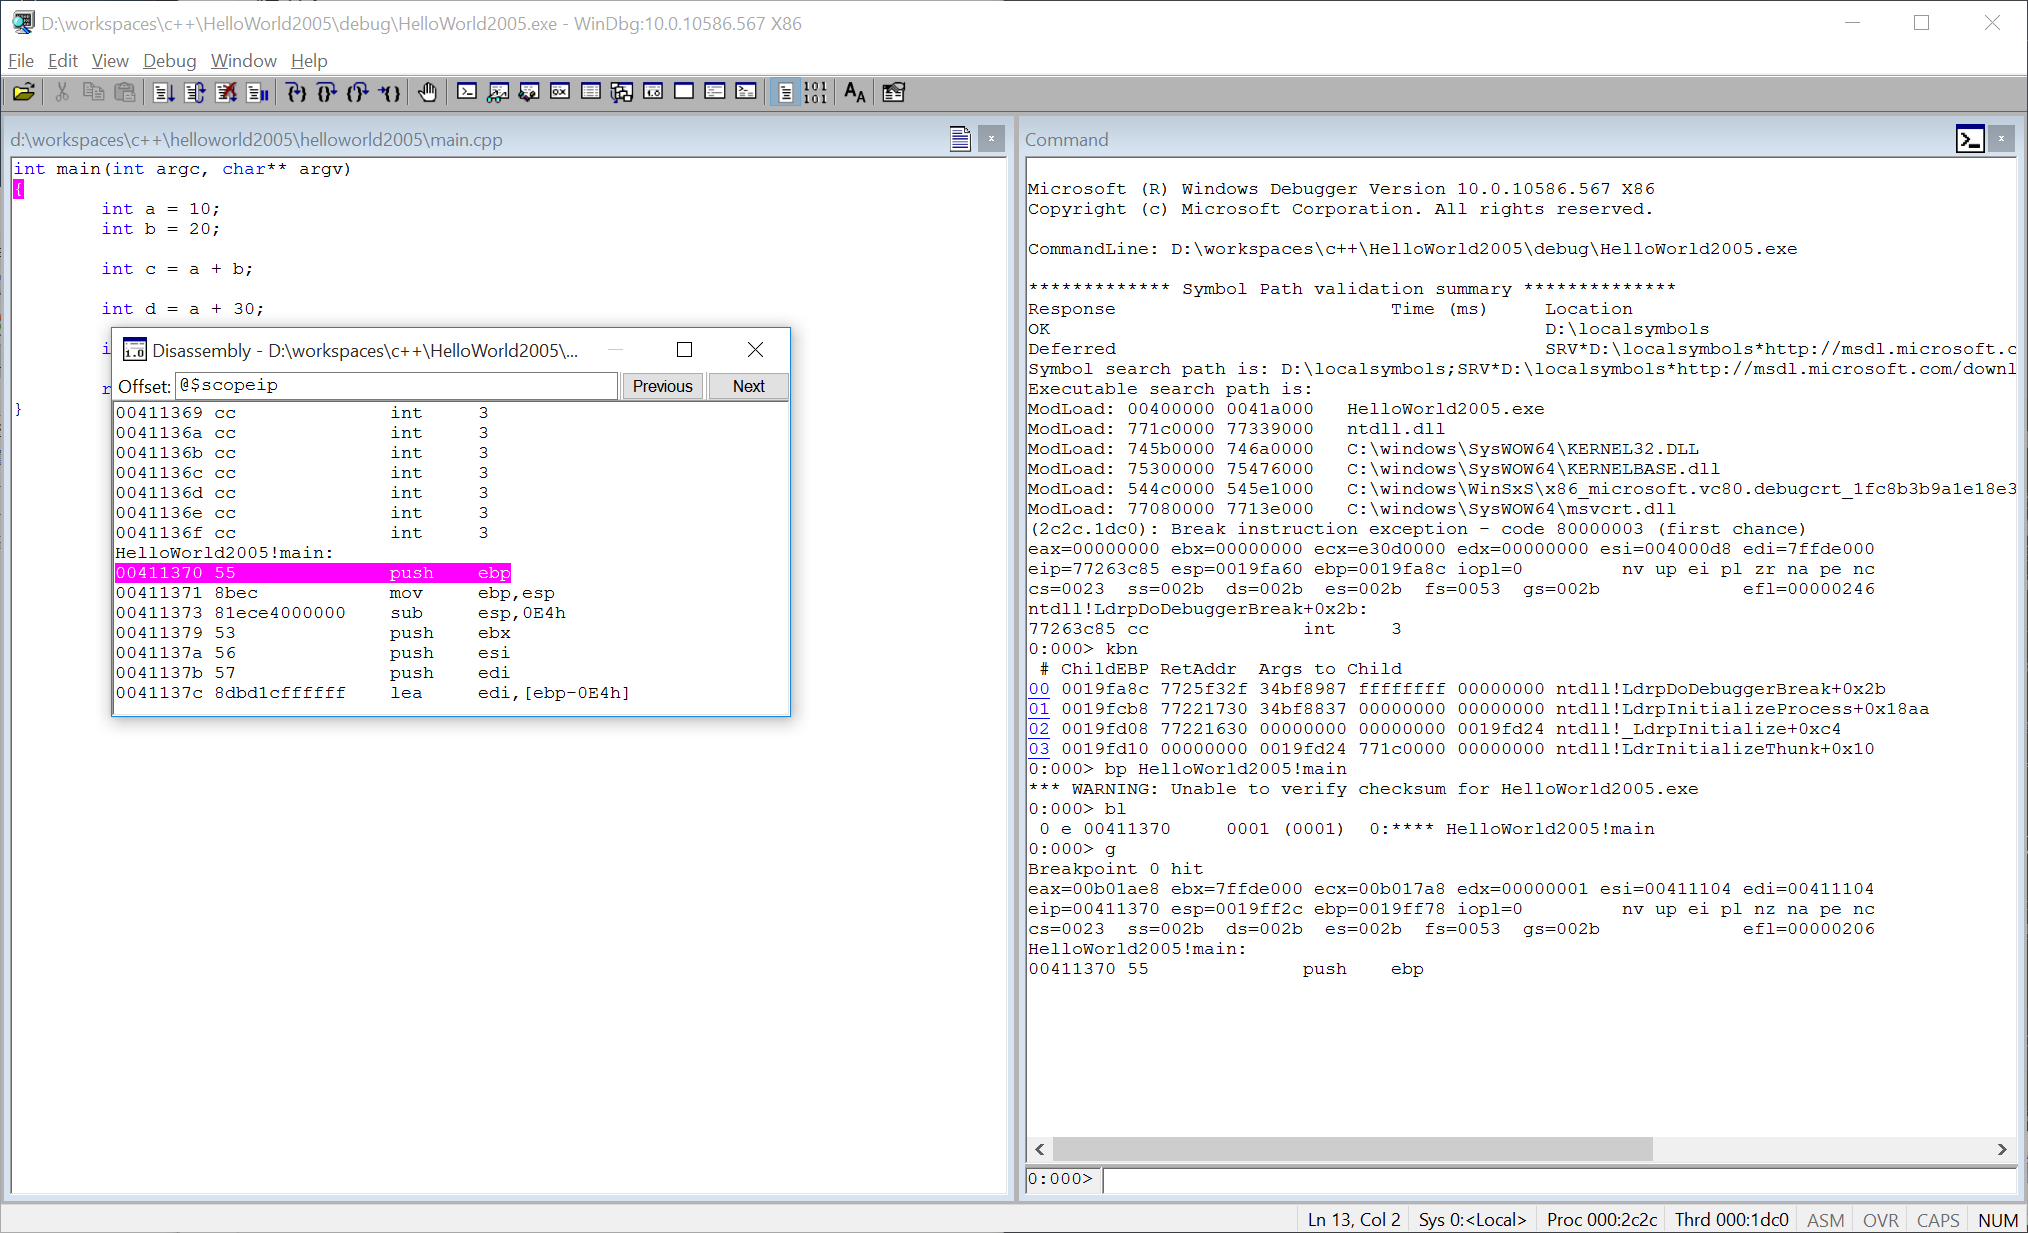 D:\workspaces\c++\HelloWorld2005\debug\HelloWorld2005.exe - WinDbg:10.0.10586.567 X86
File Edit View Debug Window Help
d:\workspaces\c++\helloworld2005\helloworld2005\main.cpp
int main(int argc, char** argv)
{
int a = 10;
int b = 20;
int c = a + b;
int d = a + 30;
i
r
}
Disassembly - D:\workspaces\c++\HelloWorld2005\...
Offset: @$scopeip Previous Next
00411369 cc int 3
0041136a cc int 3
0041136b cc int 3
0041136c cc int 3
0041136d cc int 3
0041136e cc int 3
0041136f cc int 3
HelloWorld2005!main:
00411370 55 push ebp
00411371 8bec mov ebp,esp
00411373 81ece4000000 sub esp,0E4h
00411379 53 push ebx
0041137a 56 push esi
0041137b 57 push edi
0041137c 8dbd1cffffff lea edi,[ebp-0E4h]
Command
Microsoft (R) Windows Debugger Version 10.0.10586.567 X86
Copyright (c) Microsoft Corporation. All rights reserved.
CommandLine: D:\workspaces\c++\HelloWorld2005\debug\HelloWorld2005.exe
************* Symbol Path validation summary **************
Response Time (ms) Location
OK D:\localsymbols
Deferred SRV*D:\localsymbols*http://msdl.microsoft.c
Symbol search path is: D:\localsymbols;SRV*D:\localsymbols*http://msdl.microsoft.com/downl
Executable search path is:
ModLoad: 00400000 0041a000 HelloWorld2005.exe
ModLoad: 771c0000 77339000 ntdll.dll
ModLoad: 745b0000 746a0000 C:\windows\SysWOW64\KERNEL32.DLL
ModLoad: 75300000 75476000 C:\windows\SysWOW64\KERNELBASE.dll
ModLoad: 544c0000 545e1000 C:\windows\WinSxS\x86_microsoft.vc80.debugcrt_1fc8b3b9a1e18e3
ModLoad: 77080000 7713e000 C:\windows\SysWOW64\msvcrt.dll
(2c2c.1dc0): Break instruction exception - code 80000003 (first chance)
eax=00000000 ebx=00000000 ecx=e30d0000 edx=00000000 esi=004000d8 edi=7ffde000
eip=77263c85 esp=0019fa60 ebp=0019fa8c iopl=0 nv up ei pl zr na pe nc
cs=0023 ss=002b ds=002b es=002b fs=0053 gs=002b efl=00000246
ntdll!LdrpDoDebuggerBreak+0x2b:
77263c85 cc int 3
0:000> kbn
# ChildEBP RetAddr Args to Child
00 0019fa8c 7725f32f 34bf8987 ffffffff 00000000 ntdll!LdrpDoDebuggerBreak+0x2b
01 0019fcb8 77221730 34bf8837 00000000 00000000 ntdll!LdrpInitializeProcess+0x18aa
02 0019fd08 77221630 00000000 00000000 0019fd24 ntdll!_LdrpInitialize+0xc4
03 0019fd10 00000000 0019fd24 771c0000 00000000 ntdll!LdrInitializeThunk+0x10
0:000> bp HelloWorld2005!main
*** WARNING: Unable to verify checksum for HelloWorld2005.exe
0:000> bl
0 e 00411370 0001 (0001) 0:**** HelloWorld2005!main
0:000> g
Breakpoint 0 hit
eax=00b01ae8 ebx=7ffde000 ecx=00b017a8 edx=00000001 esi=00411104 edi=00411104
eip=00411370 esp=0019ff2c ebp=0019ff78 iopl=0 nv up ei pl nz na pe nc
cs=0023 ss=002b ds=002b es=002b fs=0053 gs=002b efl=00000206
HelloWorld2005!main:
00411370 55 push ebp
0:000>
Ln 13, Col 2 Sys 0:<Local> Proc 000:2c2c Thrd 000:1dc0 ASM OVR CAPS NUM